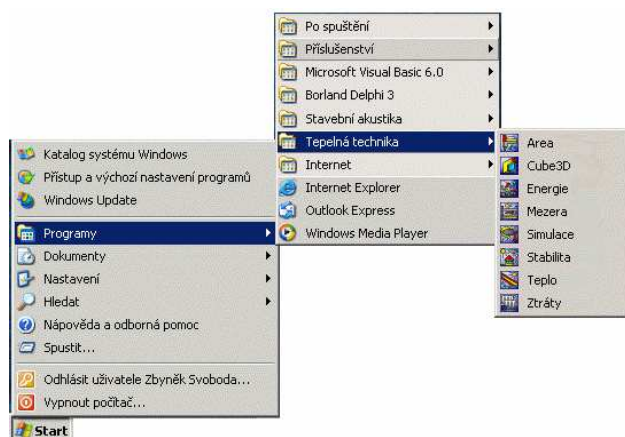 Po spuštění
Příslušenství
Microsoft Visual Basic 6.0
Borland Delphi 3
Stavební akustika
Tepelná technika
Internet
Internet Explorer
Outlook Express
Windows Media Player
Area
Cube3D
Energie
Mezera
Simulace
Stabilita
Teplo
Ztráty
Katalog systému Windows
Přístup a výchozí nastavení programů
Windows Update
Programy
Dokumenty
Nastavení
Hledat
Nápověda a odborná pomoc
Spustit...
Odhlásit uživatele Zbyněk Svoboda...
Vypnout počítač...
Start